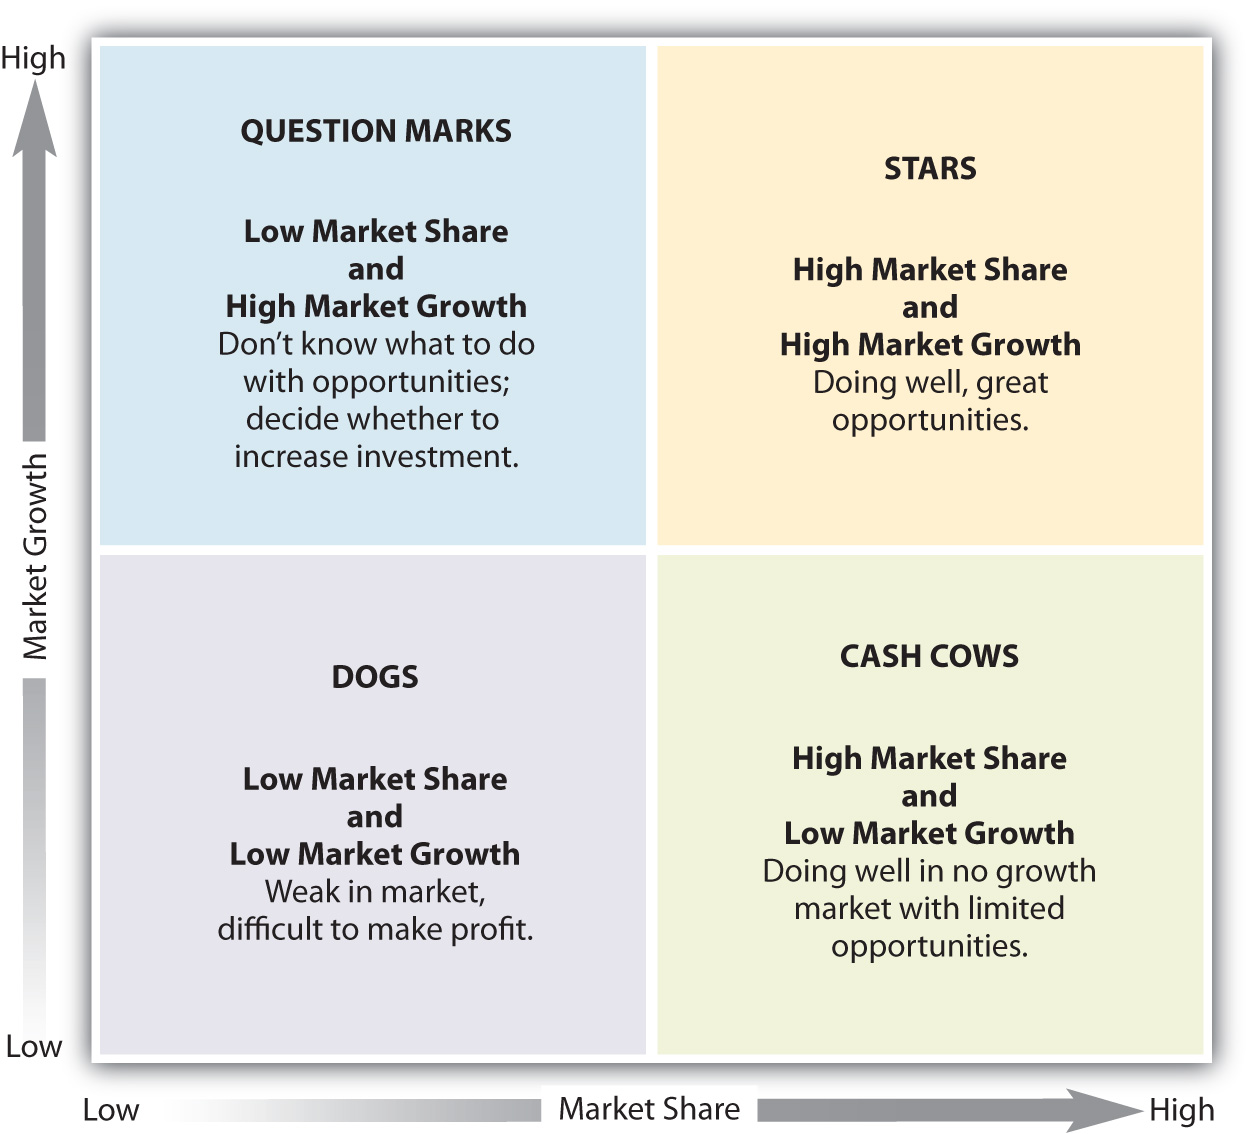 High
QUESTION MARKS
Low Market Share
and
High Market Growth
Don’t know what to do
with opportunities;
decide whether to
increase investment.
STARS
High Market Share
and
High Market Growth
Doing well, great
opportunities.
Market Growth
DOGS
Low Market Share
and
Low Market Growth
Weak in market,
difficult to make profit.
CASH COWS
High Market Share
and
Low Market Growth
Doing well in no growth
market with limited
opportunities.
Low
Low
Market Share
High